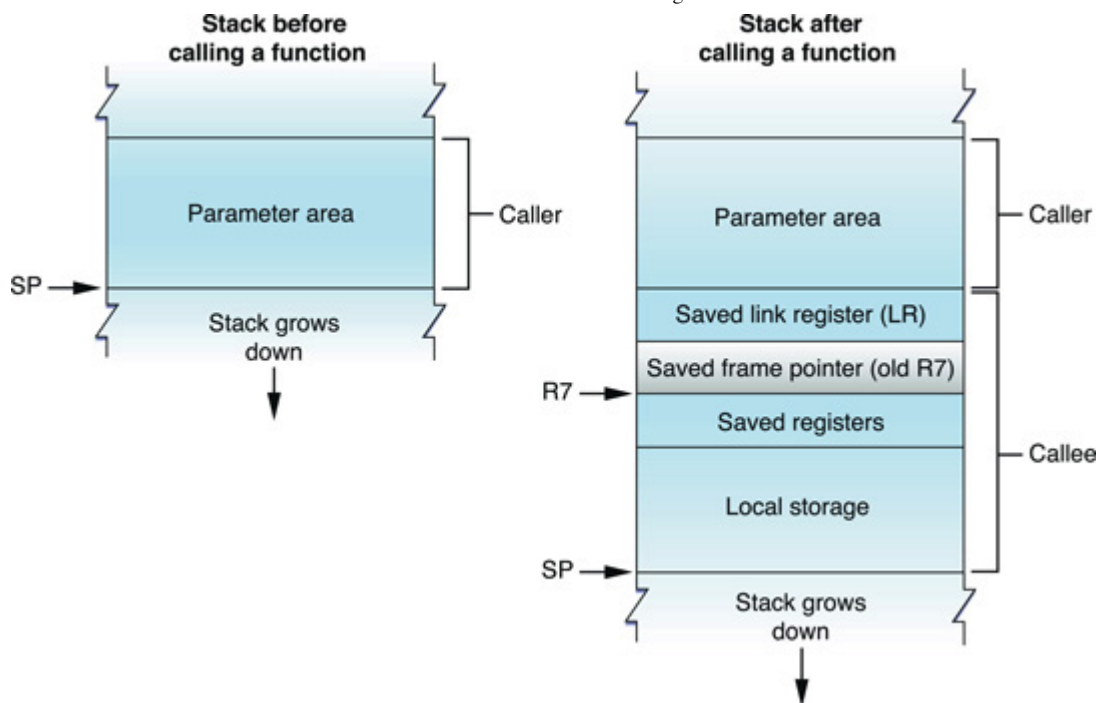 Stack before
calling a function
Parameter area
Caller
SP
Stack grows
down
Stack after
calling a function
Parameter area
Caller
Saved link register (LR)
Saved frame pointer (old R7)
R7
Saved registers
Callee
Local storage
SP
Stack grows
down